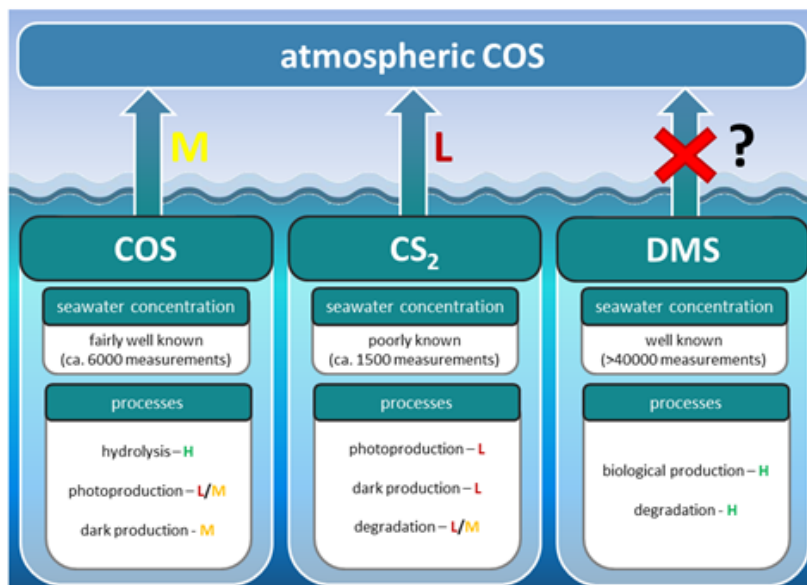 atmospheric COS
M
L
?
COS
seawater concentration
fairly well known
(ca. 6000 measurements)
processes
hydrolysis – H
photoproduction – L/M
dark production - M
CS₂
seawater concentration
poorly known
(ca. 1500 measurements)
processes
photoproduction – L
dark production – L
degradation – L/M
DMS
seawater concentration
well known
(>40000 measurements)
processes
biological production – H
degradation - H